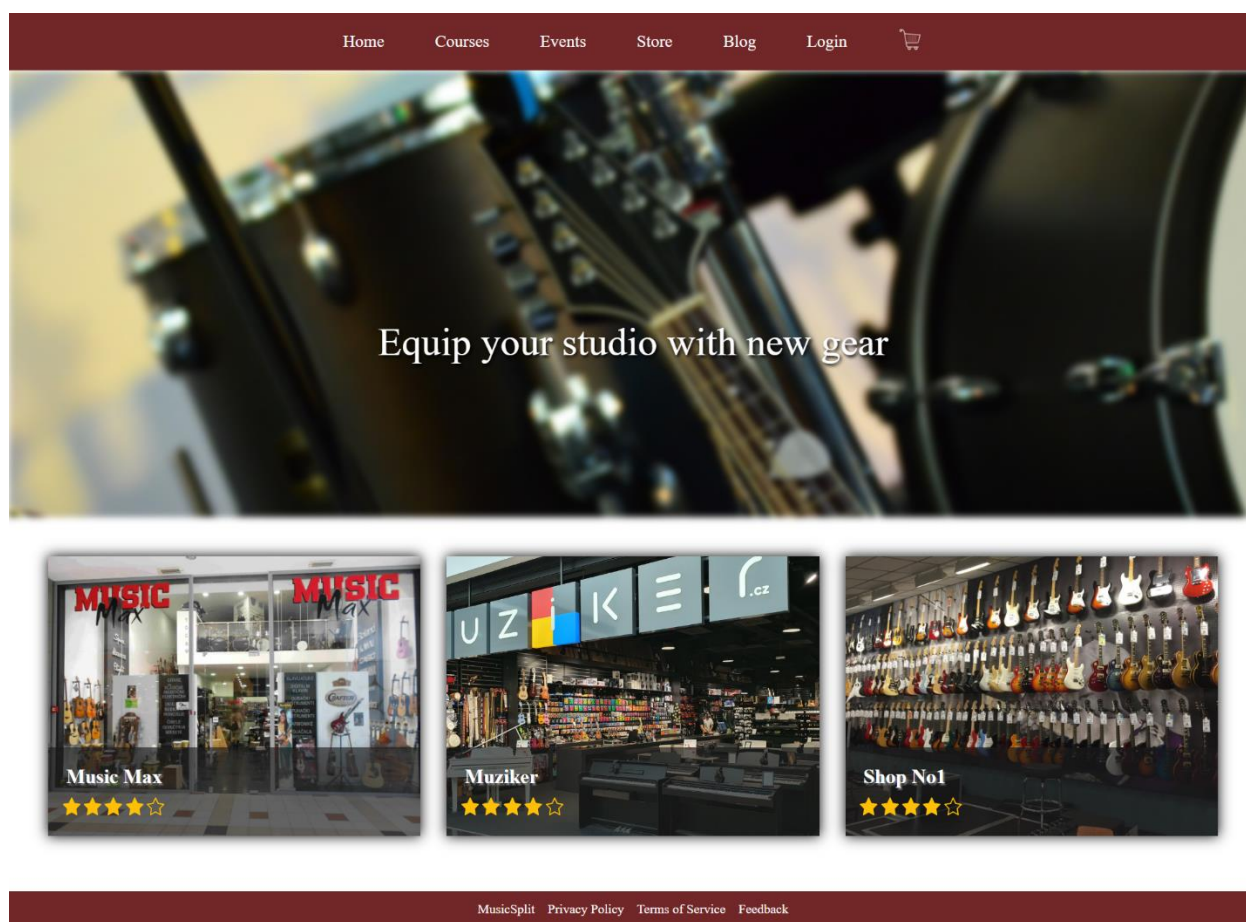 Home Courses Events Store Blog Login
Equip your studio with new gear
MUSIC
Max
MUSIC
Max
UZiKER.cz
Music Max
Muziker
Shop No1
MusicSplit Privacy Policy Terms of Service Feedback